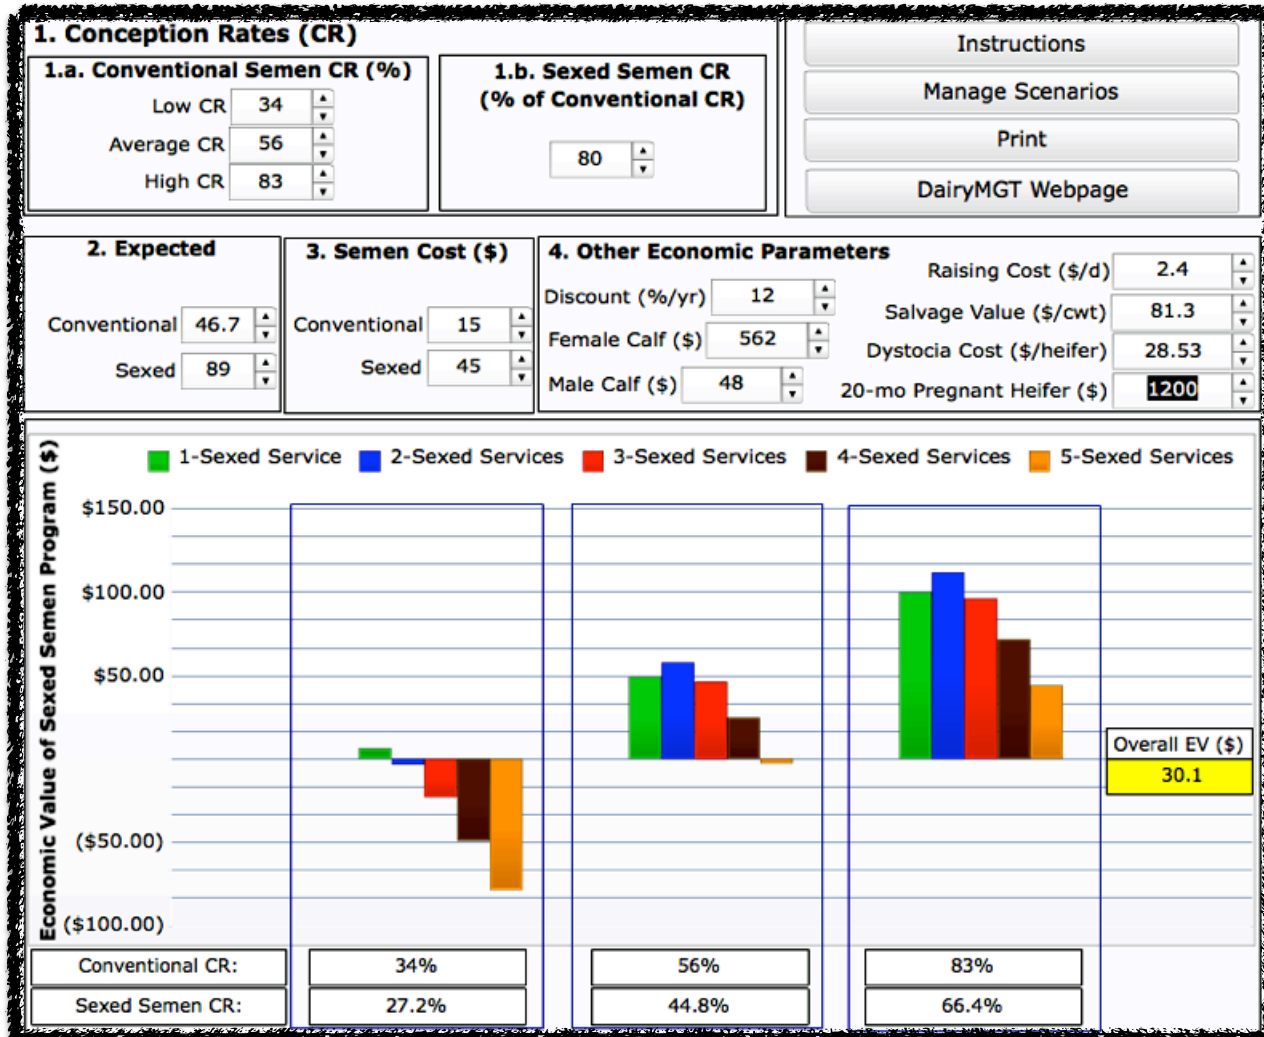 1. Conception Rates (CR)
1.a. Conventional Semen CR (%)
Low CR 34
Average CR 56
High CR 83
1.b. Sexed Semen CR
(% of Conventional CR)
80
Instructions
Manage Scenarios
Print
DairyMGT Webpage
2. Expected
Conventional 46.7
Sexed 89
3. Semen Cost ($)
Conventional 15
Sexed 45
4. Other Economic Parameters
Discount (%/yr) 12
Female Calf ($) 562
Male Calf ($) 48
Raising Cost ($/d) 2.4
Salvage Value ($/cwt) 81.3
Dystocia Cost ($/heifer) 28.53
20-mo Pregnant Heifer ($) 1200
Economic Value of Sexed Semen Program ($)
1-Sexed Service 2-Sexed Services 3-Sexed Services 4-Sexed Services 5-Sexed Services
$150.00
$100.00
$50.00
($50.00)
($100.00)
Overall EV ($)
30.1
Conventional CR: 34% 56% 83%
Sexed Semen CR: 27.2% 44.8% 66.4%